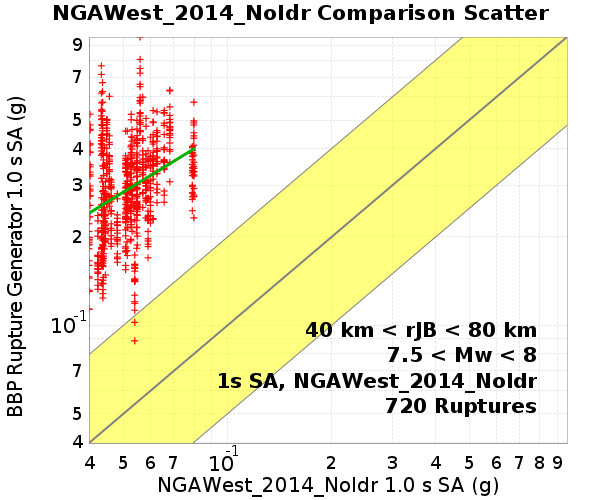 NGAWest_2014_NoIdr Comparison Scatter
BBP Rupture Generator 1.0 s SA (g)
9
7
5
4
3
2
10-1
7
5
4
40 km < rJB < 80 km
7.5 < Mw < 8
1s SA, NGAWest_2014_NoIdr
720 Ruptures
4 5 6 7 10-1 2 3 4 5 6 7 8 9
NGAWest_2014_NoIdr 1.0 s SA (g)